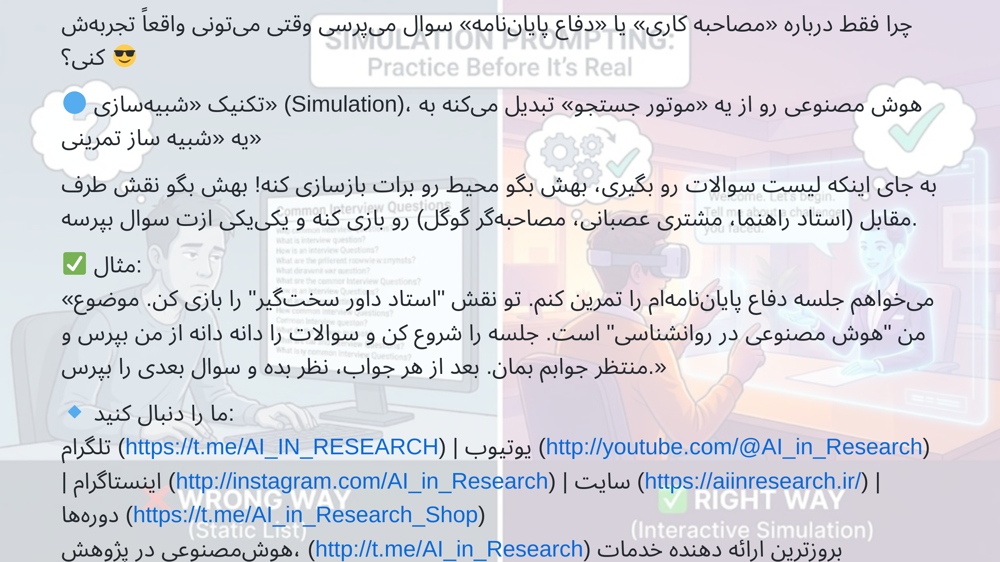 چرا فقط درباره «مصاحبه کاری» یا «دفاع پایان‌نامه» سوال می‌پرسی وقتی می‌تونی واقعاً تجربه‌ش
کنی؟ 😎
🔵 تکنیک «شبیه‌سازی» (Simulation)، هوش مصنوعی رو از یه «موتور جستجو» تبدیل می‌کنه به
یه «شبیه ساز تمرینی»
به جای اینکه لیست سوالات رو بگیری، بهش بگو محیط رو برات بازسازی کنه! بهش بگو نقش طرف
مقابل (استاد راهنما، مشتری عصبانی، مصاحبه‌گر گوگل) رو بازی کنه و یکی‌یکی ازت سوال بپرسه.
✅ مثال:
«می‌خواهم جلسه دفاع پایان‌نامه‌ام را تمرین کنم. تو نقش "استاد داور سخت‌گیر" را بازی کن. موضوع
من "هوش مصنوعی در روانشناسی" است. جلسه را شروع کن و سوالات را دانه دانه از من بپرس و
منتظر جوابم بمان. بعد از هر جواب، نظر بده و سوال بعدی را بپرس.»
🔹 ما را دنبال کنید:
تلگرام (https://t.me/AI_IN_RESEARCH) | یوتیوب (http://youtube.com/@AI_in_Research)
| اینستاگرام (http://instagram.com/AI_in_Research) | سایت (https://aiinresearch.ir/) |
دوره‌ها (https://t.me/AI_in_Research_Shop)
هوش‌مصنوعی در پژوهش، (http://t.me/AI_in_Research) بروزترین ارائه دهنده خدمات
SIMULATION PROMPTING:
Practice Before It's Real
Common Interview Questions
What is interview question?
How is an Interview Questions?
Welcome. Let's begin.
Tell me about a challenge
you faced.
❌ WRONG WAY
(Static List)
✅ RIGHT WAY
(Interactive Simulation)